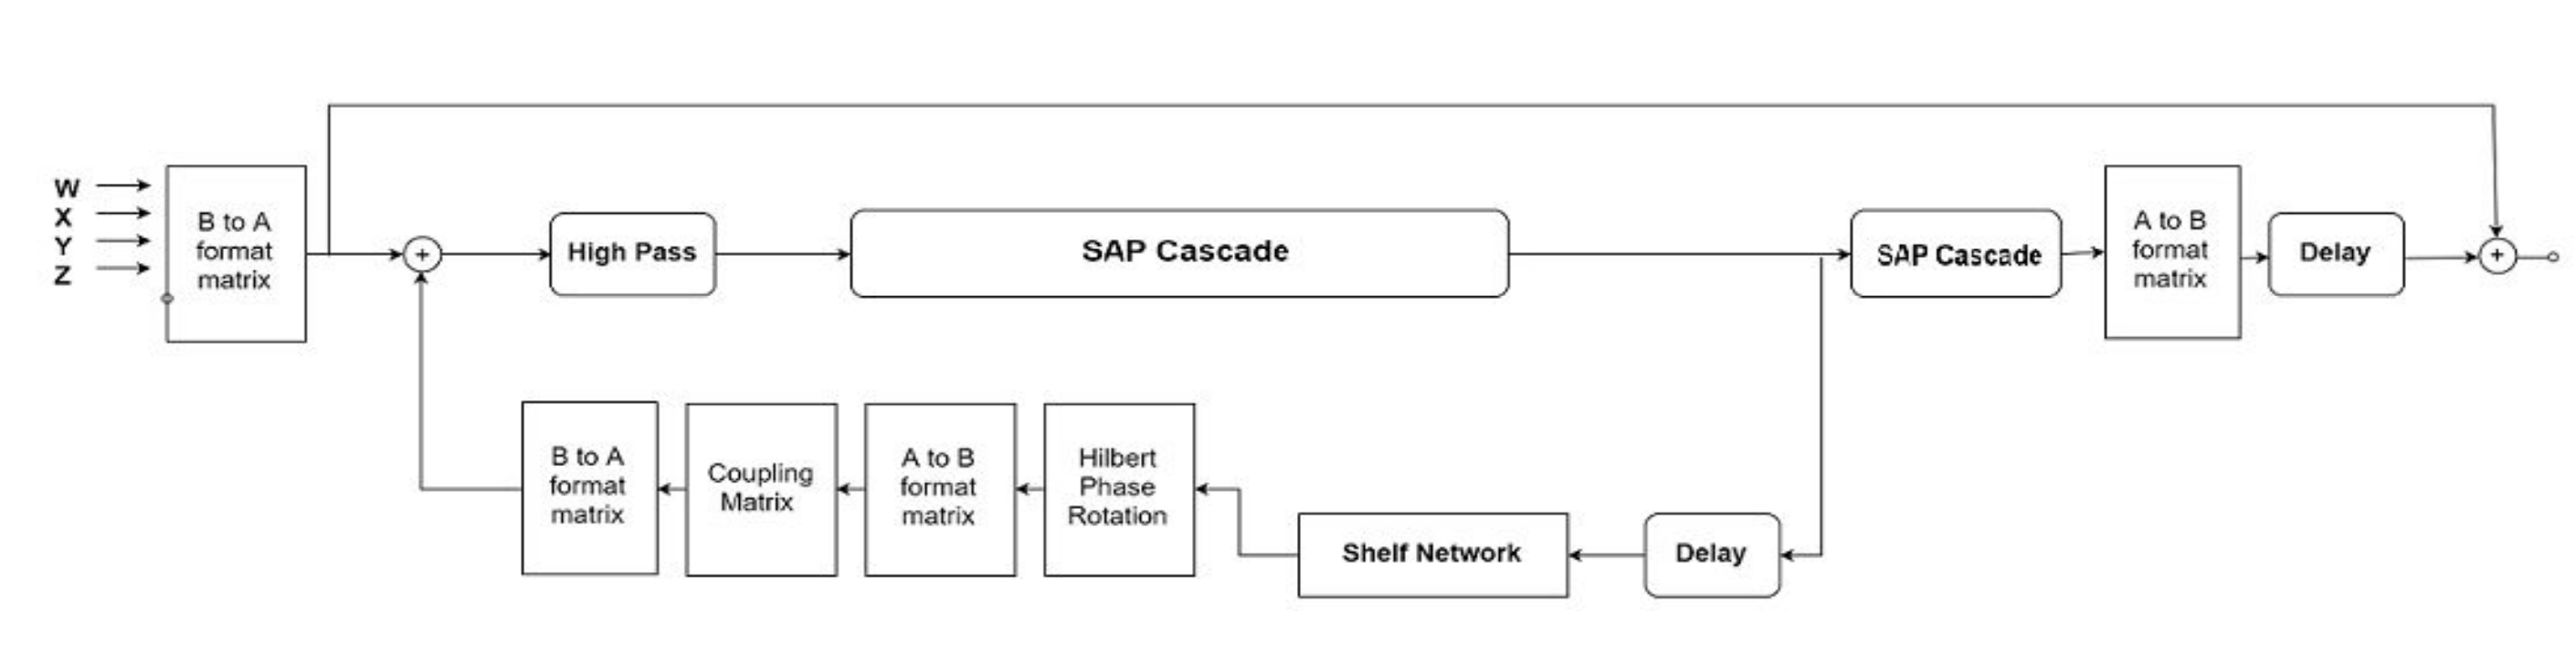 W
X
Y
Z
B to A
format
matrix
+
High Pass
SAP Cascade
SAP Cascade
A to B
format
matrix
Delay
+
B to A
format
matrix
Coupling
Matrix
A to B
format
matrix
Hilbert
Phase
Rotation
Shelf Network
Delay